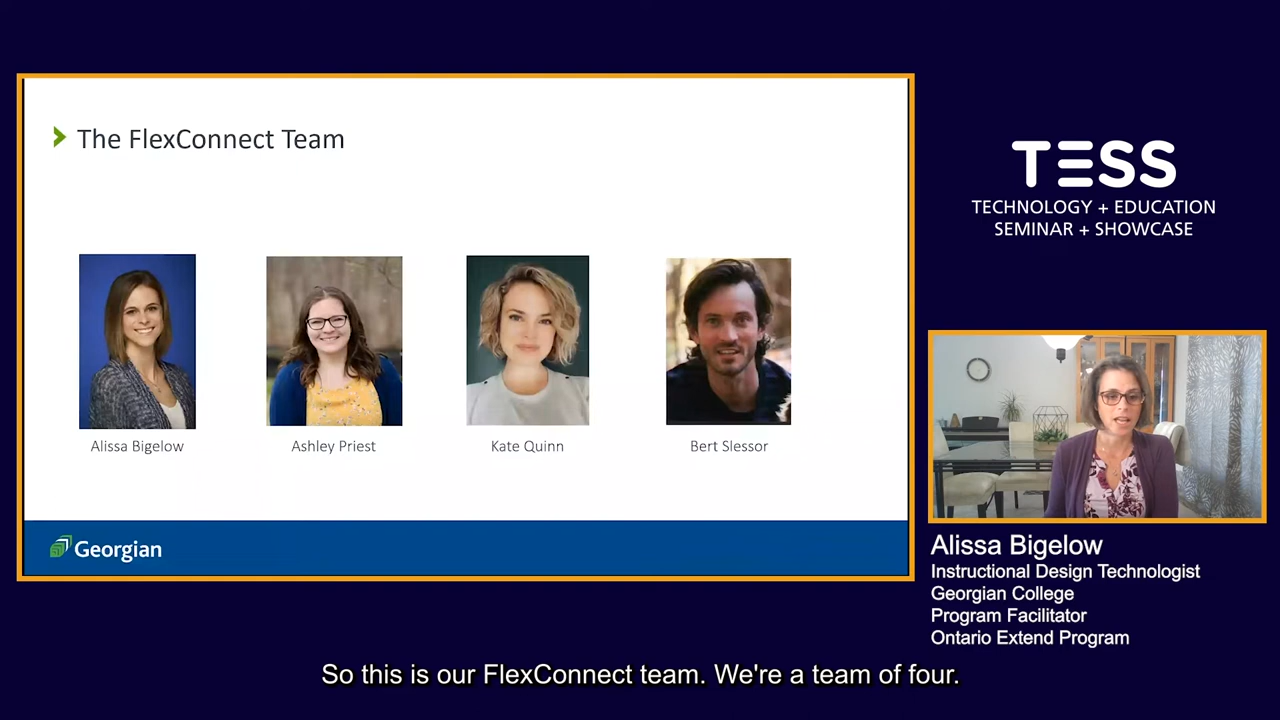 The FlexConnect Team
Alissa Bigelow
Ashley Priest
Kate Quinn
Bert Slessor
Georgian
TESS
TECHNOLOGY + EDUCATION
SEMINAR + SHOWCASE
Alissa Bigelow
Instructional Design Technologist
Georgian College
Program Facilitator
Ontario Extend Program
So this is our FlexConnect team. We're a team of four.